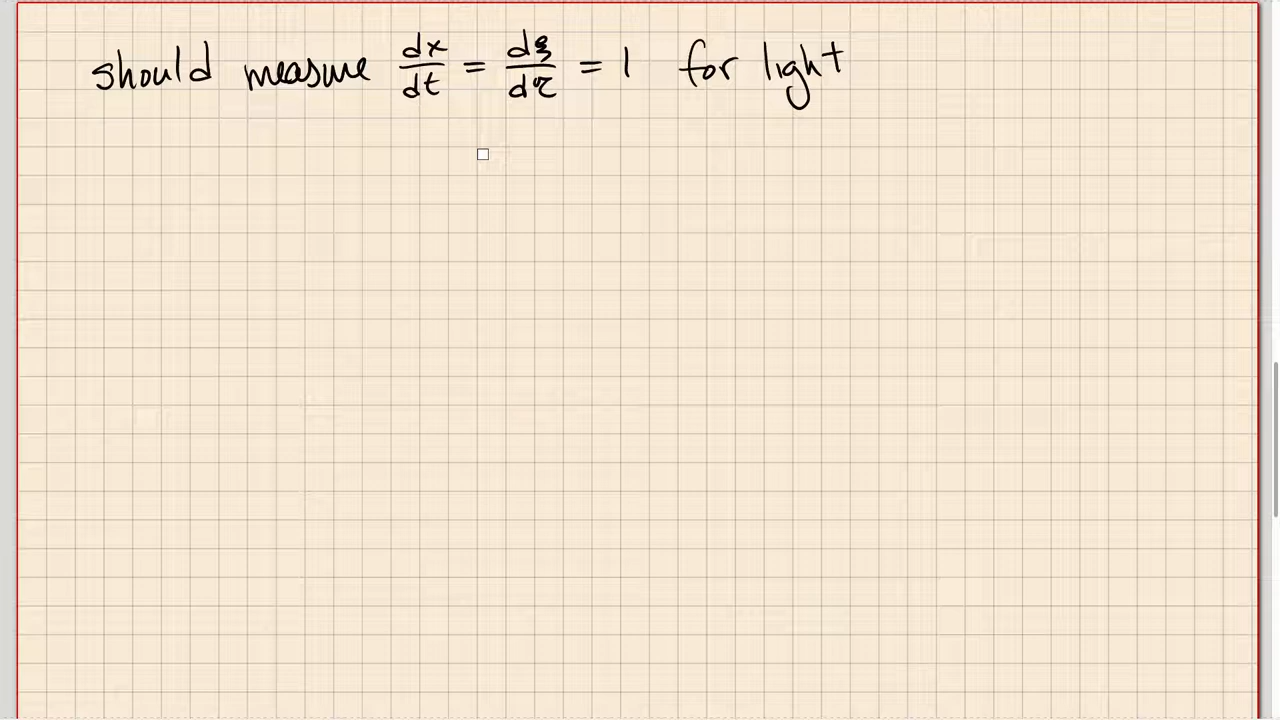 should measure dx/dt = dξ/dτ = 1 for light